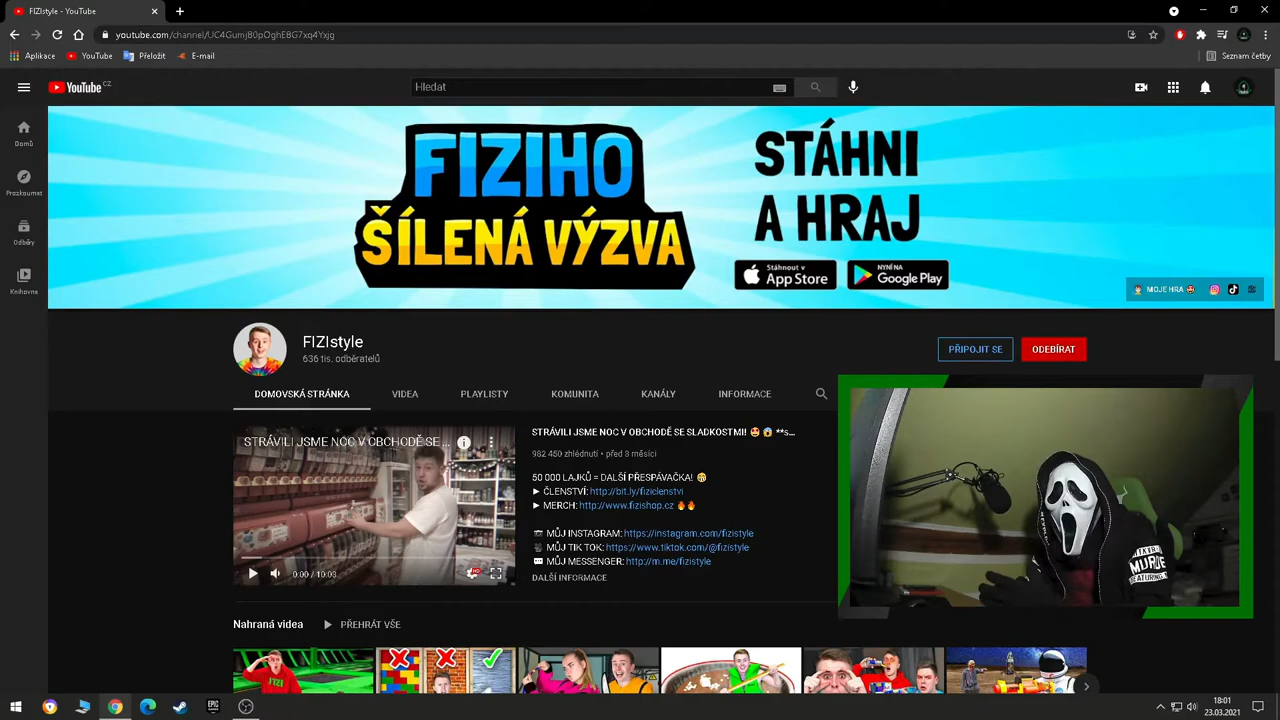 FIZIstyle - YouTube
youtube.com/channel/UC4Gumj80pOghE8G7xq4Yxjg
Aplikace
YouTube
Přeložit
E-mail
Seznam četby
YouTube CZ
Hledat
Domů
Prozkoumat
Odběry
Knihovna
FIZIHO
ŠÍLENÁ VÝZVA
STÁHNI
A HRAJ
Stáhnout v
App Store
NYNÍ NA
Google Play
MOJE HRA
FIZIstyle
636 tis. odběratelů
PŘIPOJIT SE
ODEBÍRAT
DOMOVSKÁ STRÁNKA
VIDEA
PLAYLISTY
KOMUNITA
KANÁLY
INFORMACE
STRÁVILI JSME NOC V OBCHODĚ SE ...
0:00 / 10:03
HD
STRÁVILI JSME NOC V OBCHODĚ SE SLADKOSTMI! 🤩 😱 **s...
982 450 zhlédnutí • před 3 měsíci
50 000 LAJKŮ = DALŠÍ PŘESPÁVAČKA! 🥳
► ČLENSTVÍ: http://bit.ly/fiziclenstvi
► MERCH: http://www.fizishop.cz 🔥🔥
MŮJ INSTAGRAM: https://instagram.com/fizistyle
MŮJ TIK TOK: https://www.tiktok.com/@fizistyle
MŮJ MESSENGER: http://m.me/fizistyle
DALŠÍ INFORMACE
Nahraná videa
PŘEHRÁT VŠE
FIZI
EPIC
18:01
23.03.2021